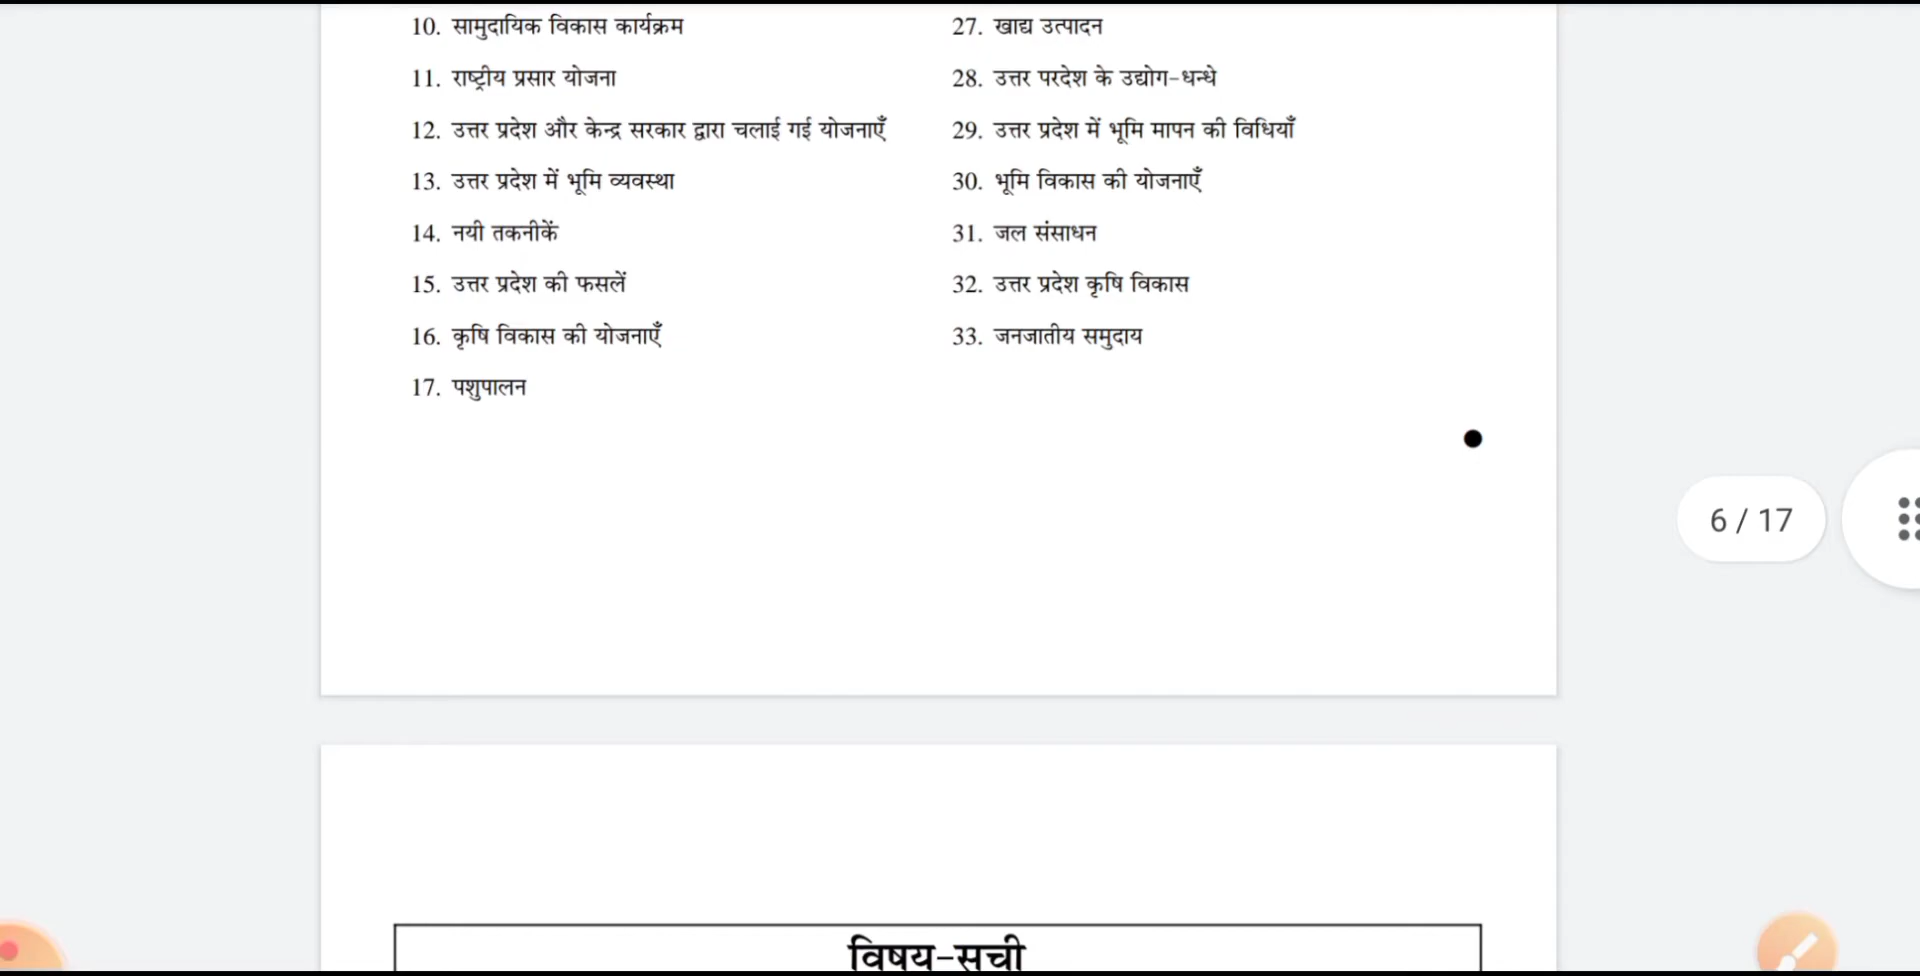 10. सामुदायिक विकास कार्यक्रम
11. राष्ट्रीय प्रसार योजना
12. उत्तर प्रदेश और केन्द्र सरकार द्वारा चलाई गई योजनाएँ
13. उत्तर प्रदेश में भूमि व्यवस्था
14. नयी तकनीकें
15. उत्तर प्रदेश की फसलें
16. कृषि विकास की योजनाएँ
17. पशुपालन
27. खाद्य उत्पादन
28. उत्तर परदेश के उद्योग-धन्धे
29. उत्तर प्रदेश में भूमि मापन की विधियाँ
30. भूमि विकास की योजनाएँ
31. जल संसाधन
32. उत्तर प्रदेश कृषि विकास
33. जनजातीय समुदाय
6 / 17
विषय-सूची